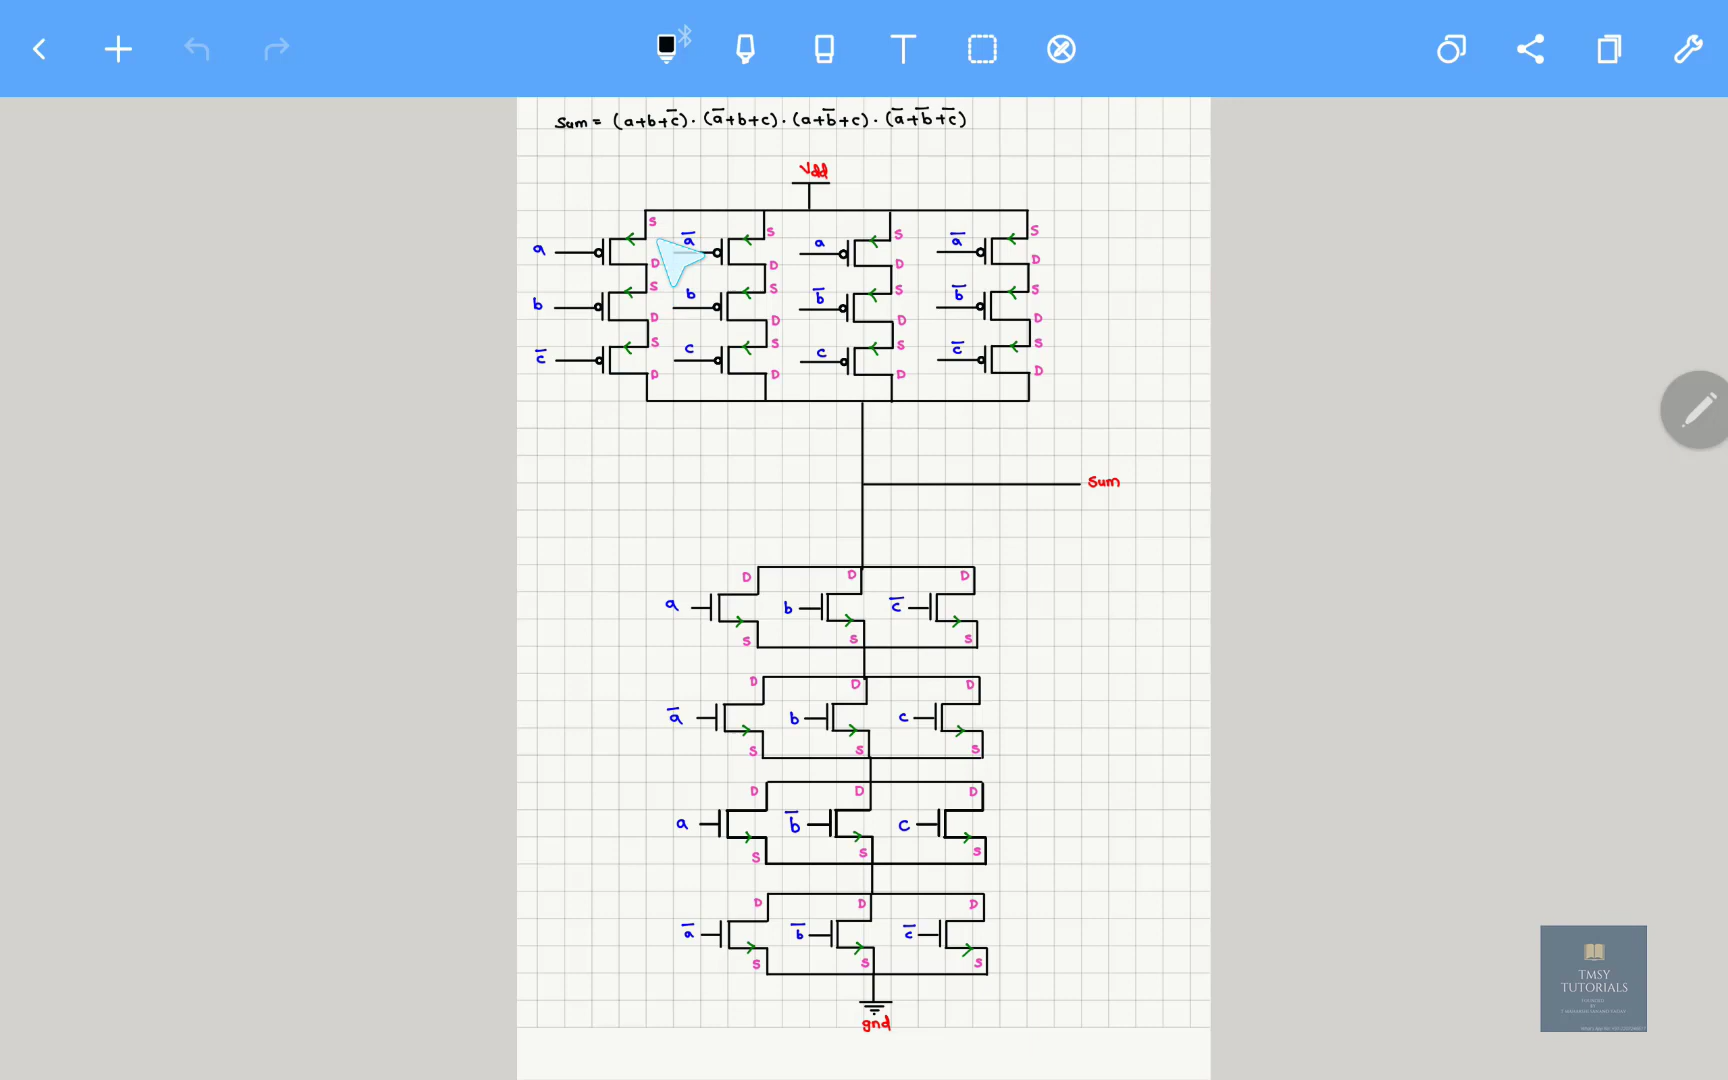 Sum = (a+b+c̅)·(a̅+b+c)·(a+b̅+c)·(a̅+b̅+c̅)
Vdd
S S S S
a a̅ a a̅
D D D D
S S S S
b b b̅ b̅
D D D D
S S S S
c̅ c c c̅
D D D D
Sum
D D D
a b c̅
S S S
D D D
a̅ b c
S S S
D D D
a b̅ c
S S S
D D D
a̅ b̅ c̅
S S S
gnd
T
TMSY
TUTORIALS